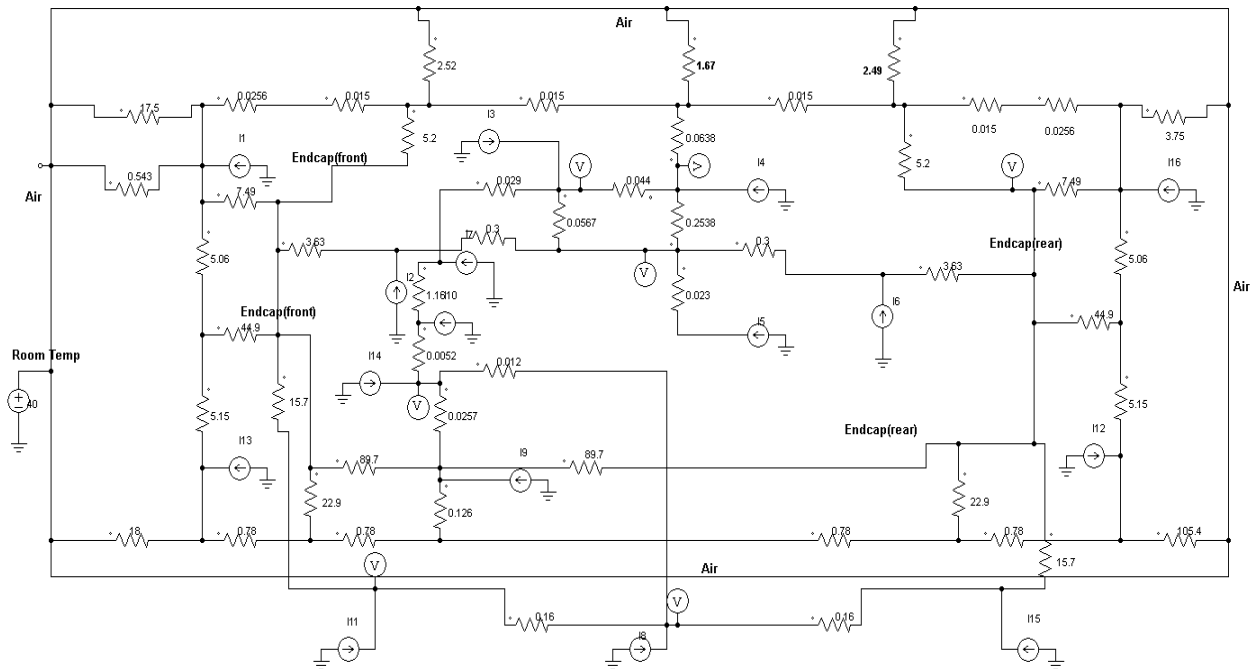 Air
2.52
1.67
2.49
17.5
0.0256
0.015
0.015
0.015
0.015
0.0256
3.75
I1
5.2
I3
0.0638
5.2
I4
I16
Endcap(front)
0.543
Air
7.49
0.029
V
0.044
V
V
7.49
0.0567
0.2538
3.63
0.3
I7
0.3
Endcap(rear)
5.06
V
3.63
5.06
I2
1.16
I10
0.023
I6
Air
Endcap(front)
44.9
I5
44.9
Room Temp
I14
0.0052
0.012
40
5.15
15.7
V
0.0257
5.15
I13
Endcap(rear)
I12
89.7
I9
89.7
22.9
0.126
22.9
18
0.78
0.78
0.78
0.78
105.4
V
Air
15.7
V
I11
0.16
I8
0.16
I15